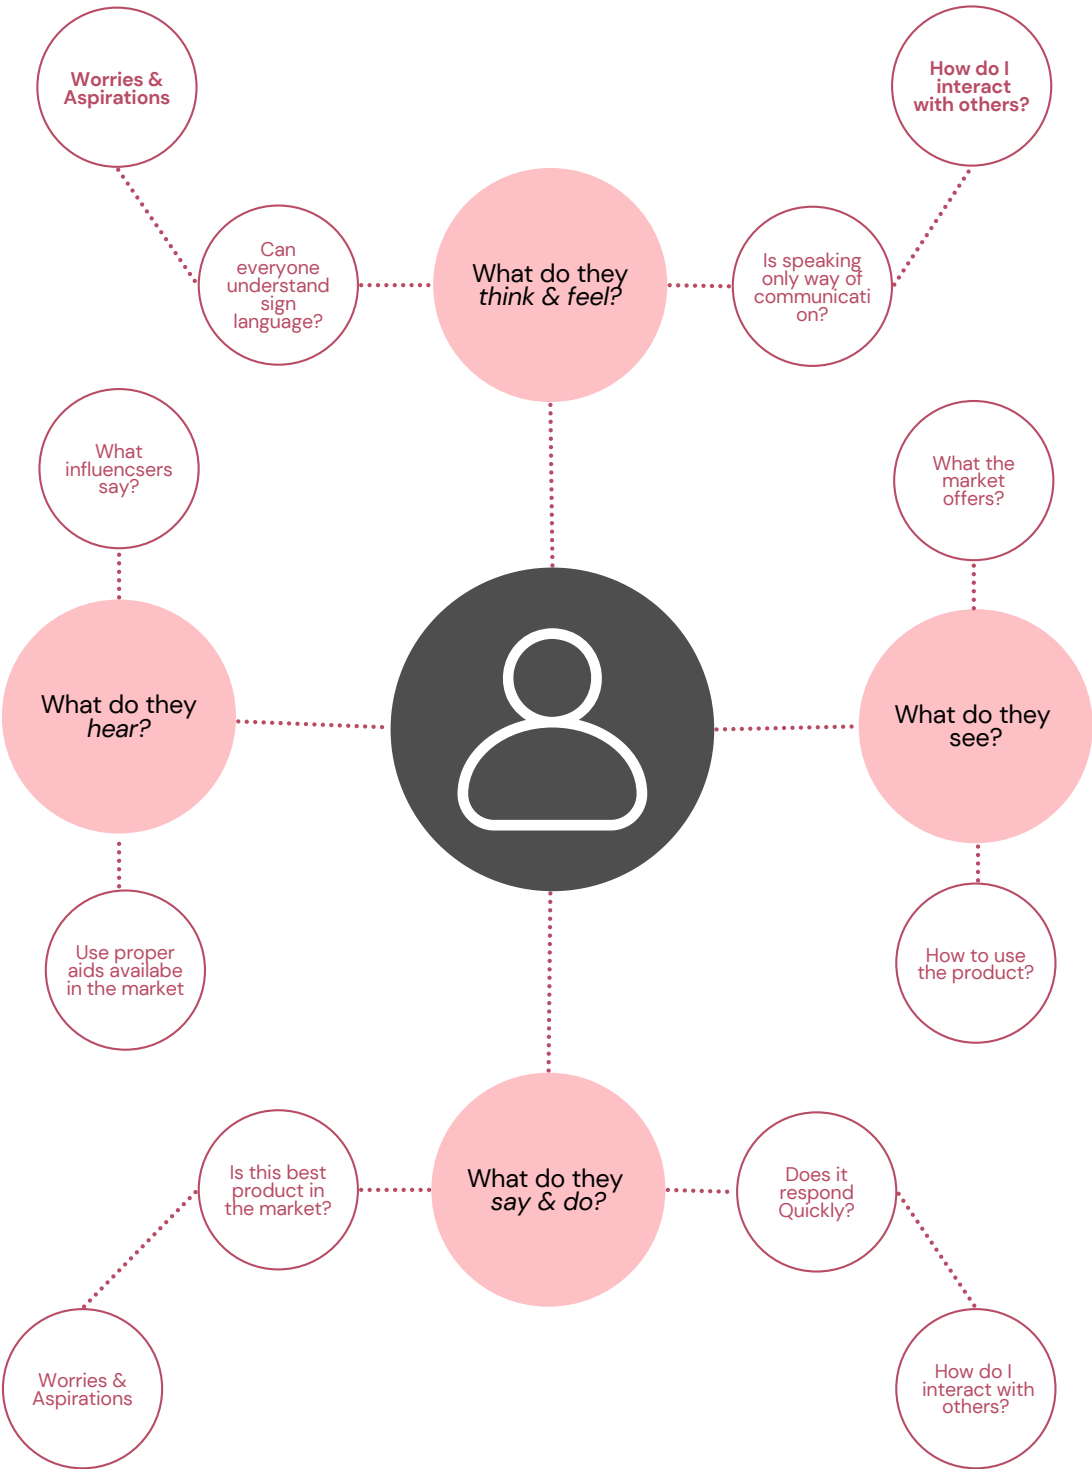 Worries &
Aspirations
How do I
interact
with others?
Can
everyone
understand
sign
language?
What do they
think & feel?
Is speaking
only way of
communicati
on?
What
influencsers
say?
What the
market
offers?
What do they
hear?
What do they
see?
Use proper
aids availabe
in the market
How to use
the product?
Is this best
product in
the market?
What do they
say & do?
Does it
respond
Quickly?
Worries &
Aspirations
How do I
interact with
others?